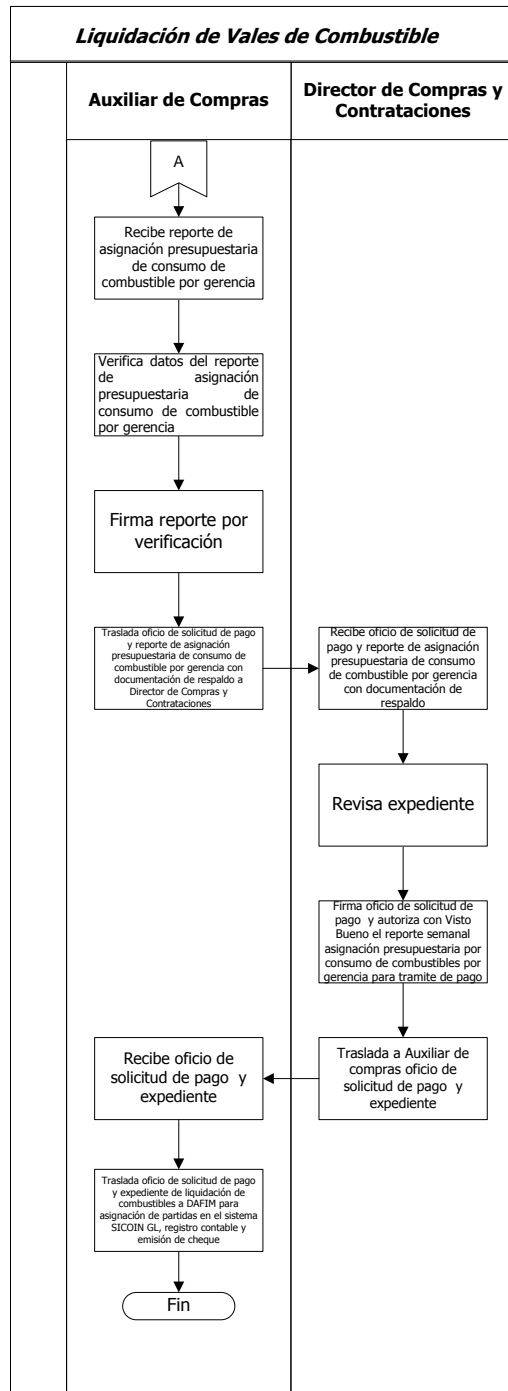 Liquidación de Vales de Combustible
Auxiliar de Compras
Director de Compras y
Contrataciones
A
Recibe reporte de
asignación presupuestaria
de consumo de
combustible por gerencia
Verifica datos del reporte
de asignación
presupuestaria de
consumo de combustible
por gerencia
Firma reporte por
verificación
Traslada oficio de solicitud de pago
y reporte de asignación
presupuestaria de consumo de
combustible por gerencia con
documentación de respaldo a
Director de Compras y
Contrataciones
Recibe oficio de solicitud de
pago y reporte de asignación
presupuestaria de consumo
de combustible por gerencia
con documentación de
respaldo
Revisa expediente
Firma oficio de solicitud de
pago y autoriza con Visto
Bueno el reporte semanal
asignación presupuestaria por
consumo de combustibles por
gerencia para tramite de pago
Traslada a Auxiliar de
compras oficio de
solicitud de pago y
expediente
Recibe oficio de
solicitud de pago y
expediente
Traslada oficio de solicitud de pago
y expediente de liquidación de
combustibles a DAFIM para
asignación de partidas en el sistema
SICOIN GL, registro contable y
emisión de cheque
Fin